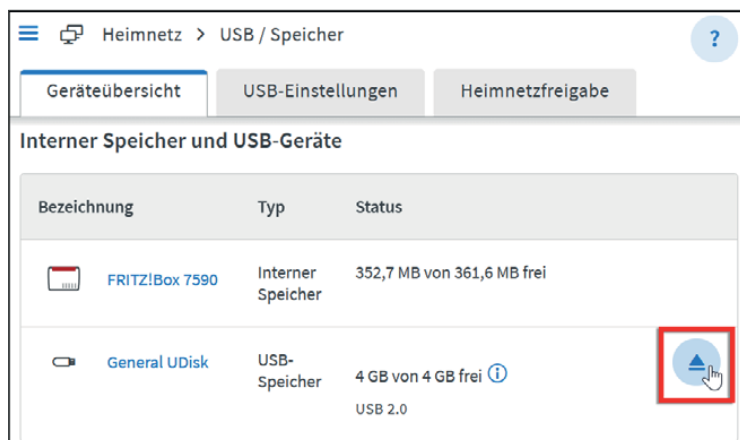 Heimnetz > USB / Speicher
?
Geräteübersicht
USB-Einstellungen
Heimnetzfreigabe
Interner Speicher und USB-Geräte
Bezeichnung
Typ
Status
FRITZ!Box 7590
Interner
Speicher
352,7 MB von 361,6 MB frei
General UDisk
USB-
Speicher
4 GB von 4 GB frei
USB 2.0